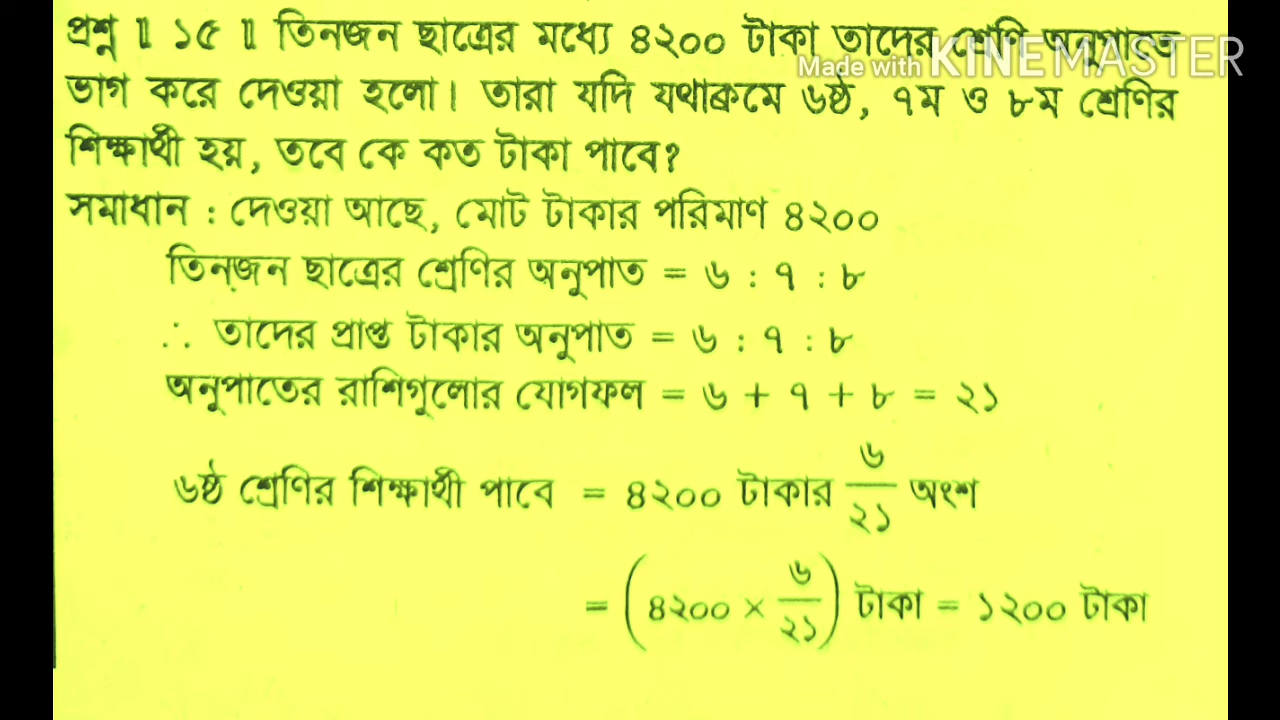 প্রশ্ন ॥ ১৫ ॥ তিনজন ছাত্রের মধ্যে ৪২০০ টাকা তাদের শ্রেণি অনুপাতে
Made with KINEMASTER
ভাগ করে দেওয়া হলো। তারা যদি যথাক্রমে ৬ষ্ঠ, ৭ম ও ৮ম শ্রেণির
শিক্ষার্থী হয়, তবে কে কত টাকা পাবে?
সমাধান : দেওয়া আছে, মোট টাকার পরিমাণ ৪২০০
তিনজন ছাত্রের শ্রেণির অনুপাত = ৬ : ৭ : ৮
∴ তাদের প্রাপ্ত টাকার অনুপাত = ৬ : ৭ : ৮
অনুপাতের রাশিগুলোর যোগফল = ৬ + ৭ + ৮ = ২১
৬ষ্ঠ শ্রেণির শিক্ষার্থী পাবে = ৪২০০ টাকার ৬/২১ অংশ
= (৪২০০ × ৬/২১) টাকা = ১২০০ টাকা